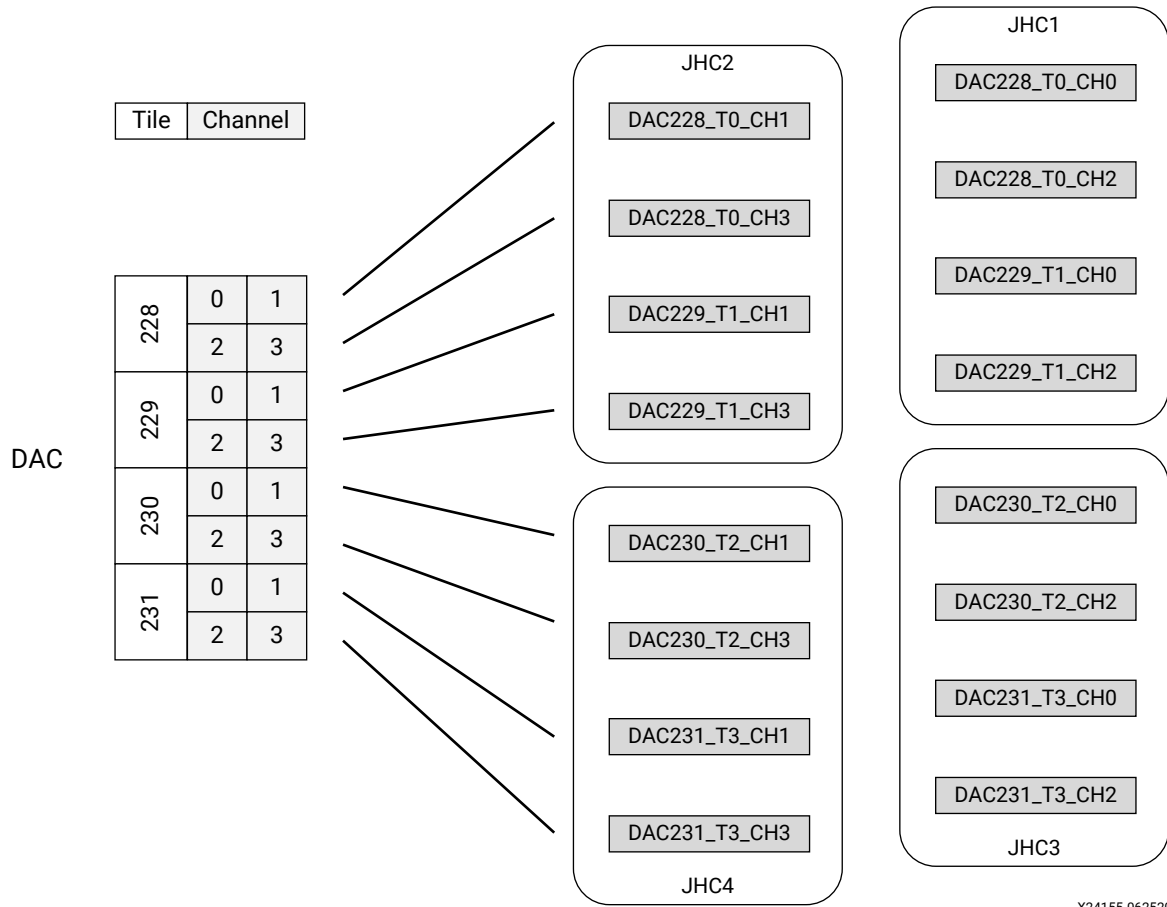 JHC1
JHC2
DAC228_T0_CH0
Tile Channel
DAC228_T0_CH1
DAC228_T0_CH2
DAC228_T0_CH3
DAC229_T1_CH0
DAC229_T1_CH1
DAC229_T1_CH2
DAC229_T1_CH3
DAC
228
0 1
2 3
229
0 1
2 3
230
0 1
2 3
231
0 1
2 3
DAC230_T2_CH0
DAC230_T2_CH1
DAC230_T2_CH2
DAC230_T2_CH3
DAC231_T3_CH0
DAC231_T3_CH1
DAC231_T3_CH2
DAC231_T3_CH3
JHC3
JHC4